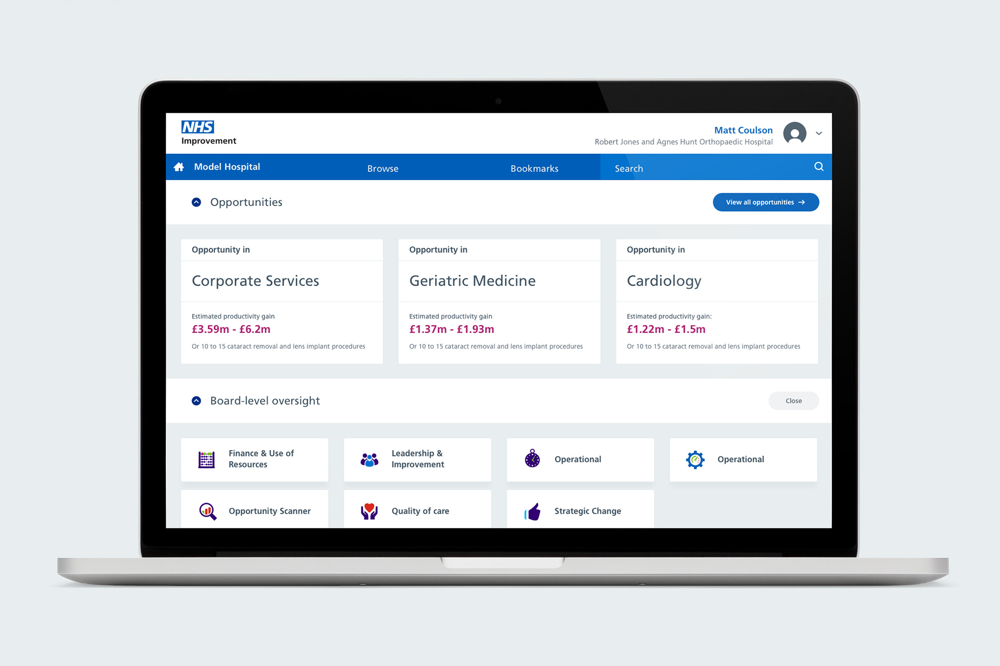 NHS
Improvement
Matt Coulson
Robert Jones and Agnes Hunt Orthopaedic Hospital
Model Hospital
Browse
Bookmarks
Search
Opportunities
View all opportunities →
Opportunity in
Corporate Services
Estimated productivity gain
£3.59m - £6.2m
Or 10 to 15 cataract removal and lens implant procedures
Opportunity in
Geriatric Medicine
Estimated productivity gain
£1.37m - £1.93m
Or 10 to 15 cataract removal and lens implant procedures
Opportunity in
Cardiology
Estimated productivity gain:
£1.22m - £1.5m
Or 10 to 15 cataract removal and lens implant procedures
Board-level oversight
Close
Finance & Use of
Resources
Leadership &
Improvement
Operational
Operational
Opportunity Scanner
Quality of care
Strategic Change